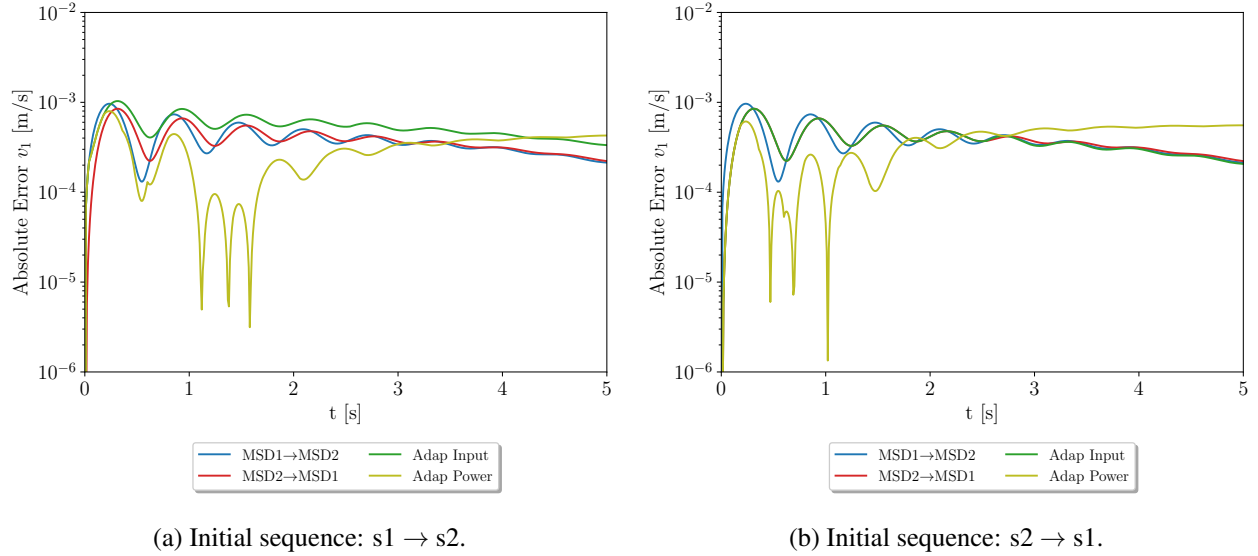 10⁻²
10⁻³
10⁻⁴
10⁻⁵
10⁻⁶
Absolute Error v₁ [m/s]
0 1 2 3 4 5
t [s]
MSD1→MSD2 Adap Input
MSD2→MSD1 Adap Power
(a) Initial sequence: s1 → s2.
10⁻²
10⁻³
10⁻⁴
10⁻⁵
10⁻⁶
Absolute Error v₁ [m/s]
0 1 2 3 4 5
t [s]
MSD1→MSD2 Adap Input
MSD2→MSD1 Adap Power
(b) Initial sequence: s2 → s1.